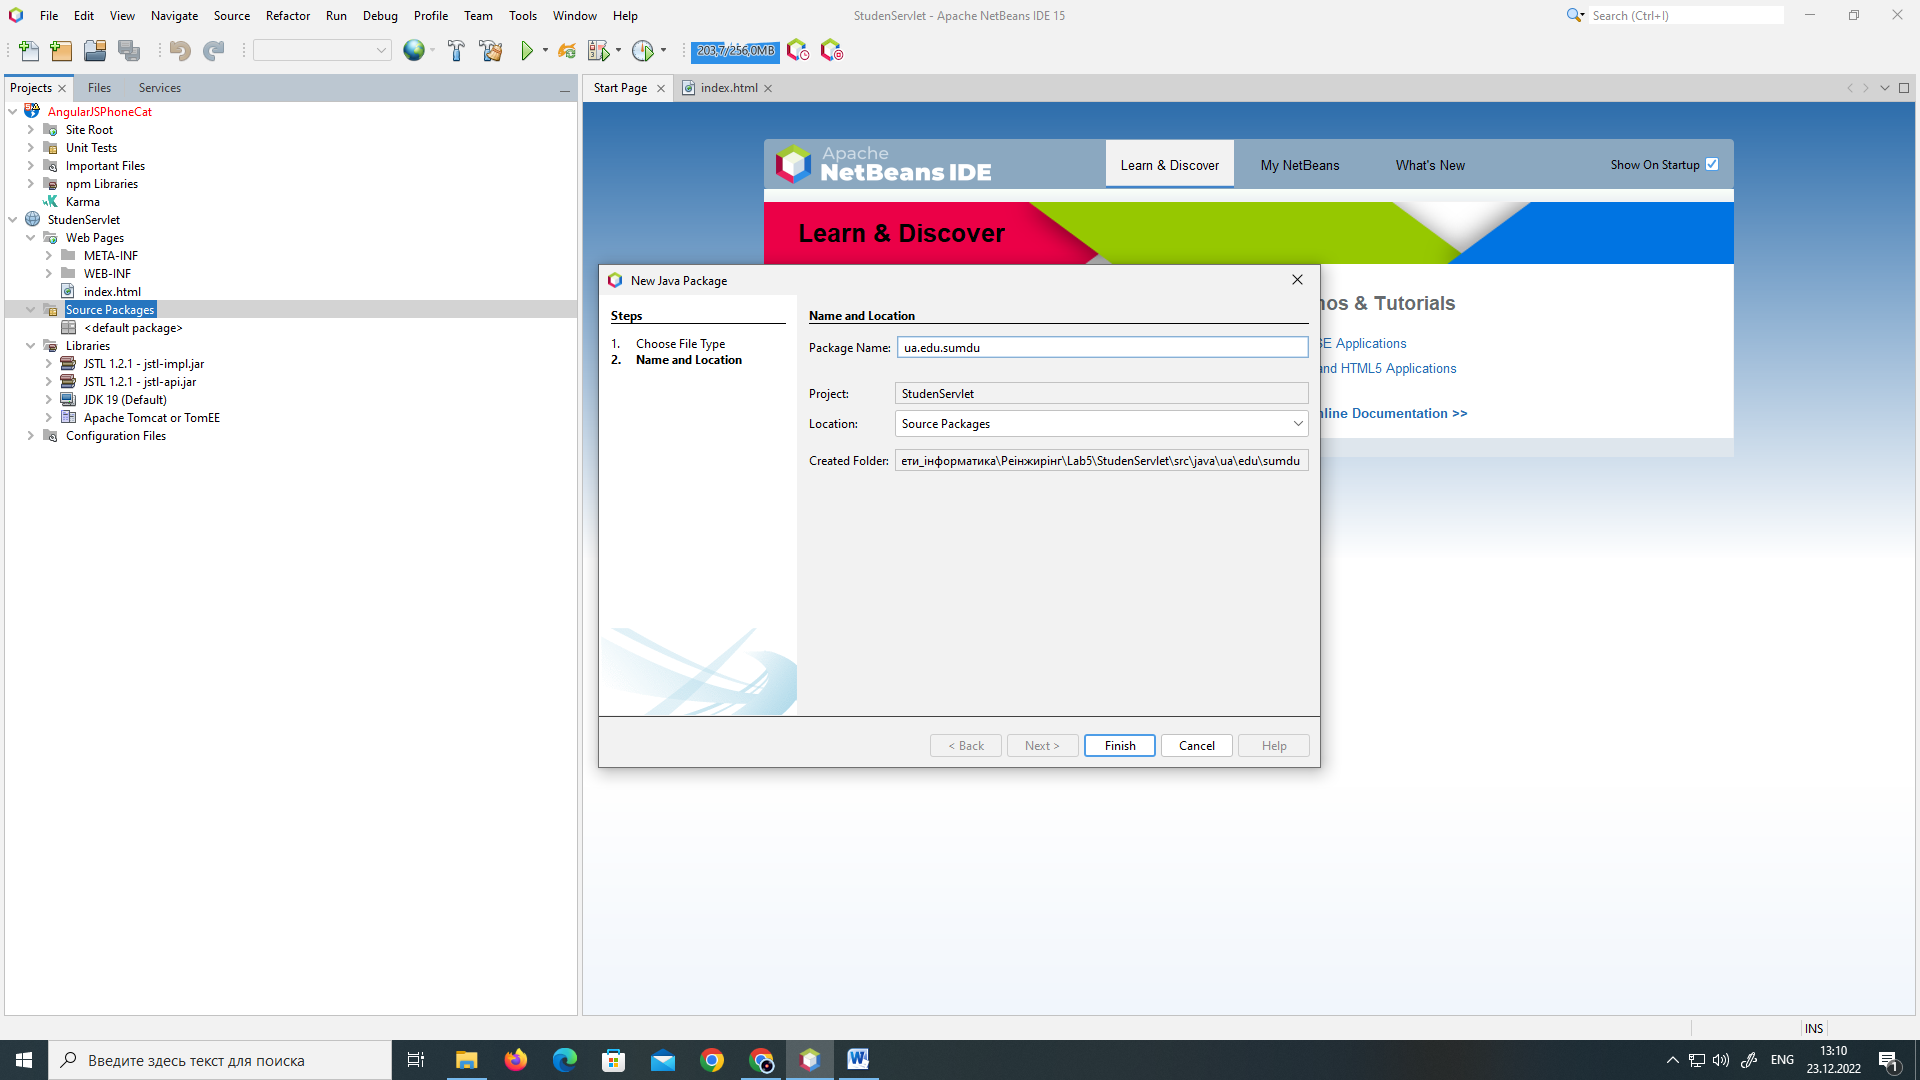 File Edit View Navigate Source Refactor Run Debug Profile Team Tools Window Help
StudenServlet - Apache NetBeans IDE 15
Search (Ctrl+I)
203,7/256,0MB
Projects Files Services
Start Page index.html
AngularJSPhoneCat
Site Root
Unit Tests
Important Files
npm Libraries
Karma
StudenServlet
Web Pages
META-INF
WEB-INF
index.html
Source Packages
<default package>
Libraries
JSTL 1.2.1 - jstl-impl.jar
JSTL 1.2.1 - jstl-api.jar
JDK 19 (Default)
Apache Tomcat or TomEE
Configuration Files
Apache
NetBeans IDE
Learn & Discover My NetBeans What's New Show On Startup
Learn & Discover
& Tutorials
Applications
HTML5 Applications
Documentation >>
New Java Package
Steps
1. Choose File Type
2. Name and Location
Name and Location
Package Name: ua.edu.sumdu
Project: StudenServlet
Location: Source Packages
Created Folder: ети_інформатика\Реінжирінг\Lab5\StudenServlet\src\java\ua\edu\sumdu
< Back Next > Finish Cancel Help
INS
Введите здесь текст для поиска
ENG
13:10
23.12.2022
1